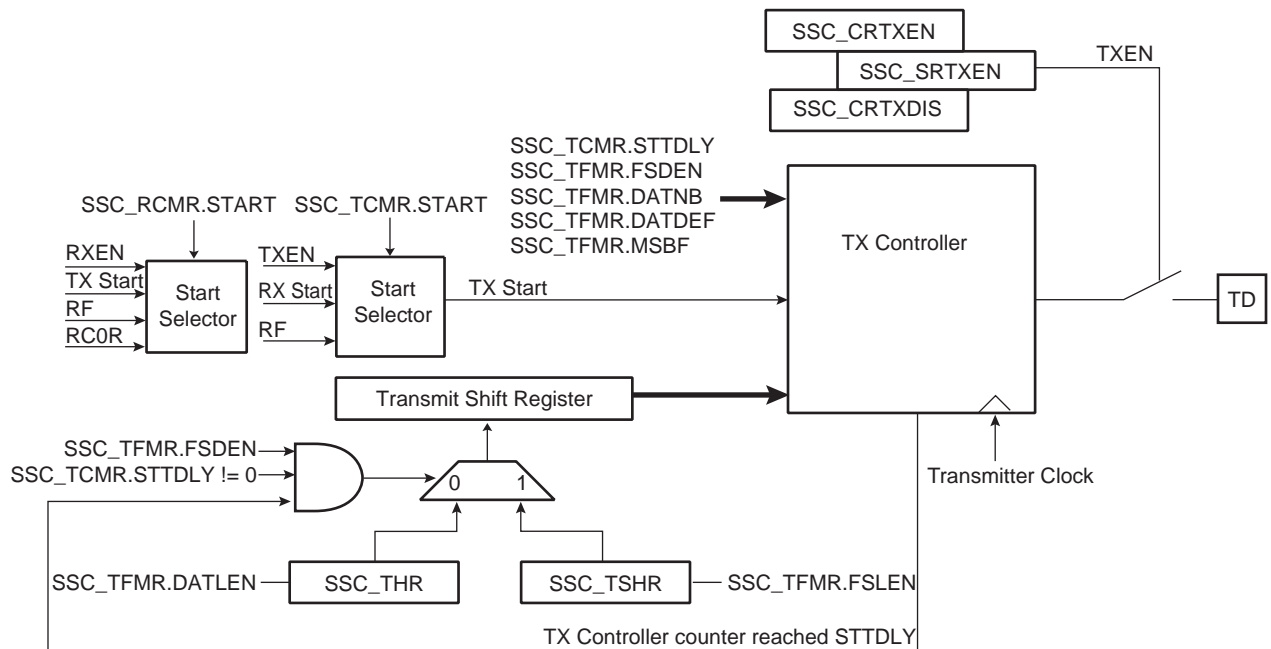 SSC_CRTXEN
SSC_SRTXEN
SSC_CRTXDIS
TXEN
SSC_TCMR.STTDLY
SSC_TFMR.FSDEN
SSC_TFMR.DATNB
SSC_TFMR.DATDEF
SSC_TFMR.MSBF
SSC_RCMR.START
SSC_TCMR.START
RXEN
TX Start
RF
RC0R
Start
Selector
TXEN
RX Start
RF
Start
Selector
TX Start
TX Controller
TD
Transmit Shift Register
SSC_TFMR.FSDEN
SSC_TCMR.STTDLY != 0
0
1
Transmitter Clock
SSC_TFMR.DATLEN
SSC_THR
SSC_TSHR
SSC_TFMR.FSLEN
TX Controller counter reached STTDLY